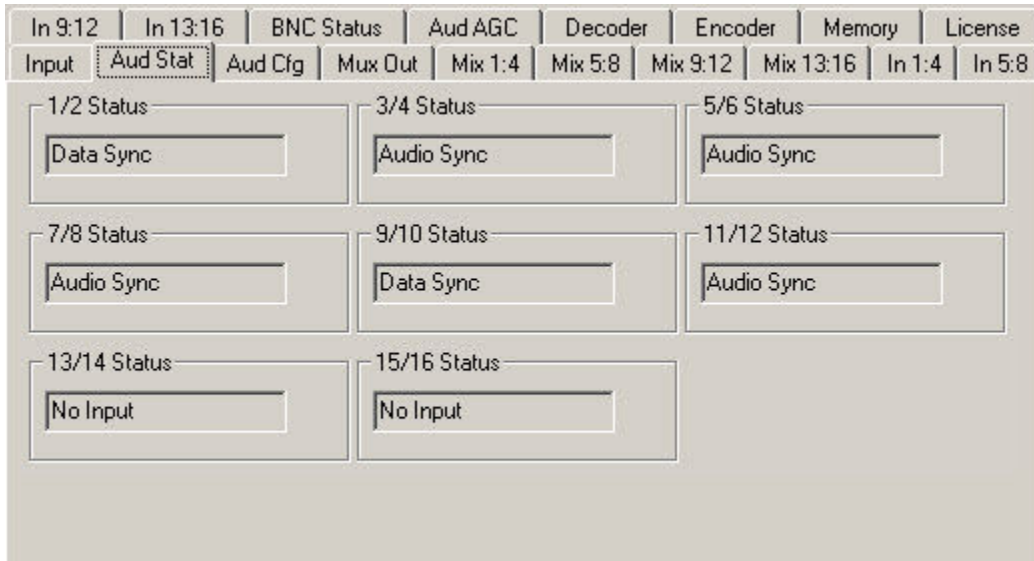 In 9:12 In 13:16 BNC Status Aud AGC Decoder Encoder Memory License
Input Aud Stat Aud Cfg Mux Out Mix 1:4 Mix 5:8 Mix 9:12 Mix 13:16 In 1:4 In 5:8
1/2 Status 3/4 Status 5/6 Status
Data Sync Audio Sync Audio Sync
7/8 Status 9/10 Status 11/12 Status
Audio Sync Data Sync Audio Sync
13/14 Status 15/16 Status
No Input No Input